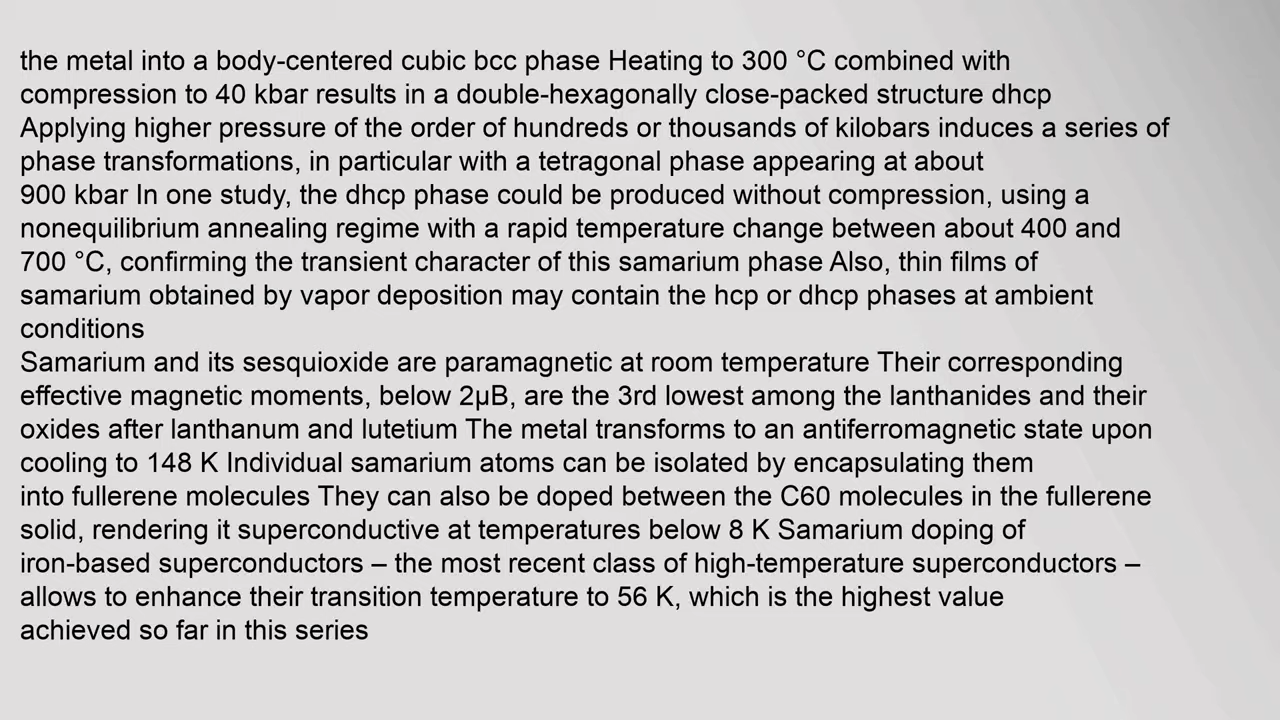 the metal into a body-centered cubic bcc phase Heating to 300 °C combined with
compression to 40 kbar results in a double-hexagonally close-packed structure dhcp
Applying higher pressure of the order of hundreds or thousands of kilobars induces a series of
phase transformations, in particular with a tetragonal phase appearing at about
900 kbar In one study, the dhcp phase could be produced without compression, using a
nonequilibrium annealing regime with a rapid temperature change between about 400 and
700 °C, confirming the transient character of this samarium phase Also, thin films of
samarium obtained by vapor deposition may contain the hcp or dhcp phases at ambient
conditions
Samarium and its sesquioxide are paramagnetic at room temperature Their corresponding
effective magnetic moments, below 2μB, are the 3rd lowest among the lanthanides and their
oxides after lanthanum and lutetium The metal transforms to an antiferromagnetic state upon
cooling to 148 K Individual samarium atoms can be isolated by encapsulating them
into fullerene molecules They can also be doped between the C60 molecules in the fullerene
solid, rendering it superconductive at temperatures below 8 K Samarium doping of
iron-based superconductors – the most recent class of high-temperature superconductors –
allows to enhance their transition temperature to 56 K, which is the highest value
achieved so far in this series